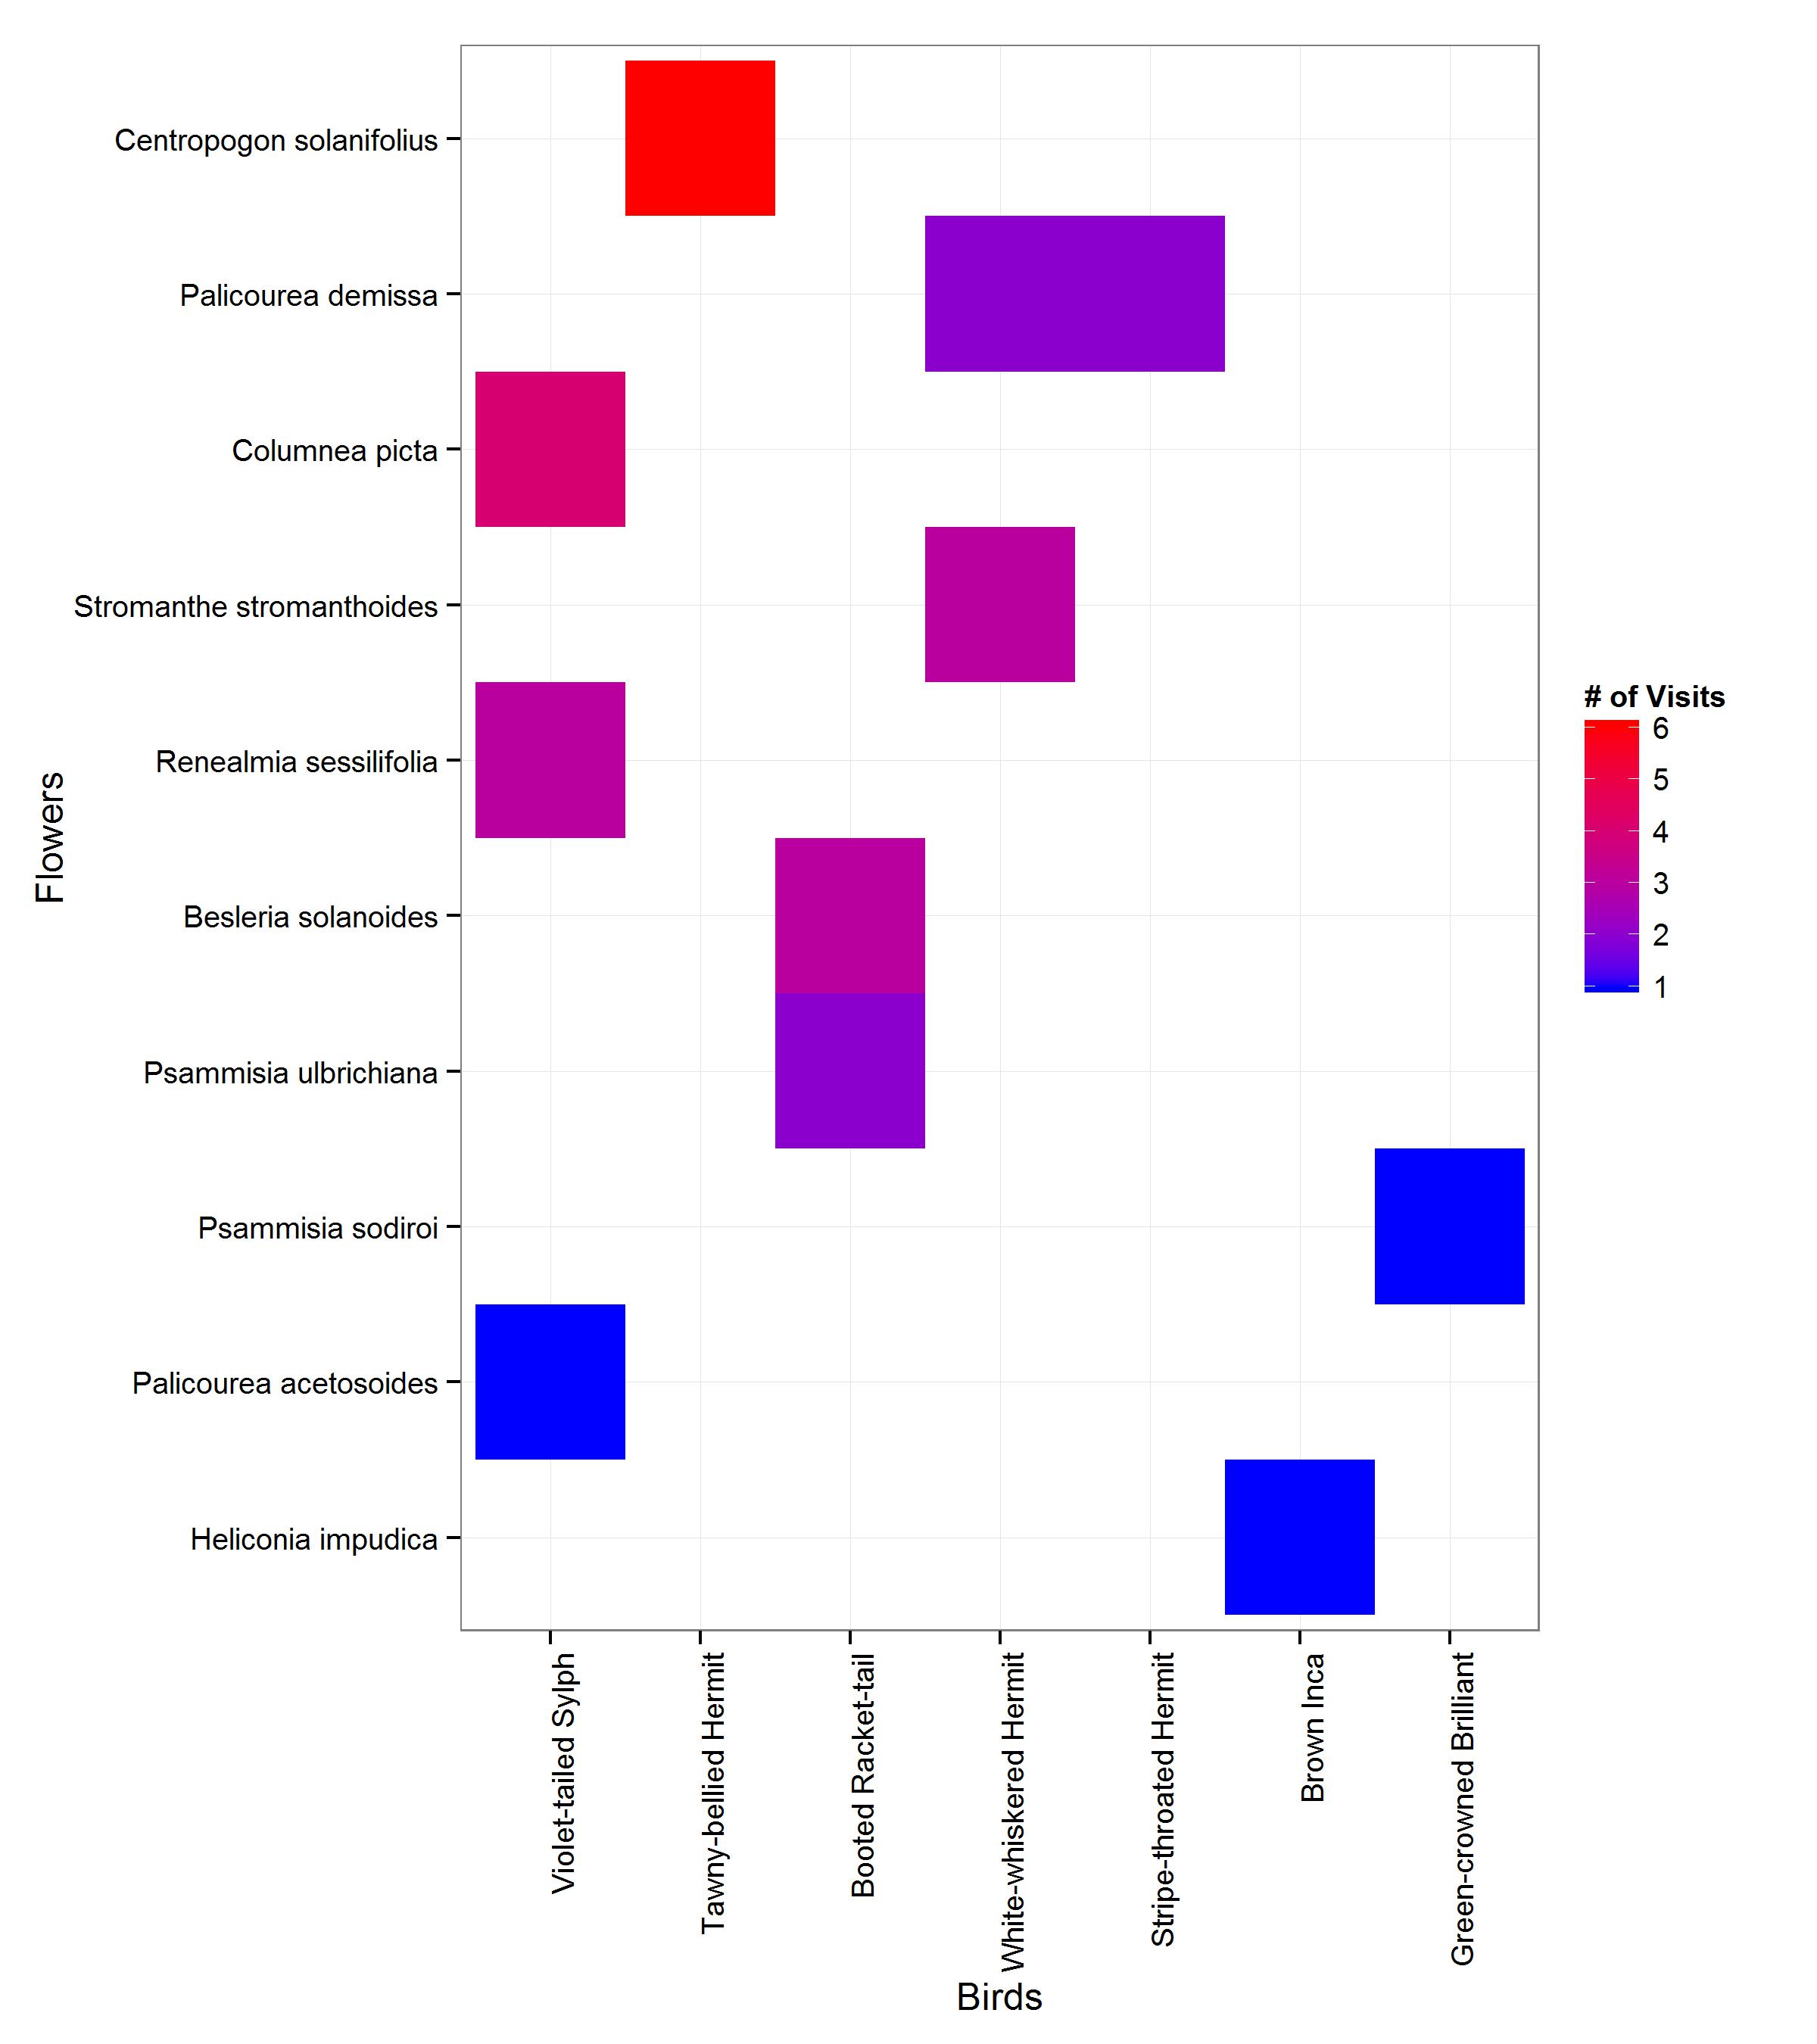 Centropogon solanifolius
Palicourea demissa
Columnea picta
Stromanthe stromanthoides
Renealmia sessilifolia
Besleria solanoides
Psammisia ulbrichiana
Psammisia sodiroi
Palicourea acetosoides
Heliconia impudica
Flowers
Violet-tailed Sylph
Tawny-bellied Hermit
Booted Racket-tail
White-whiskered Hermit
Stripe-throated Hermit
Brown Inca
Green-crowned Brilliant
Birds
# of Visits
6
5
4
3
2
1